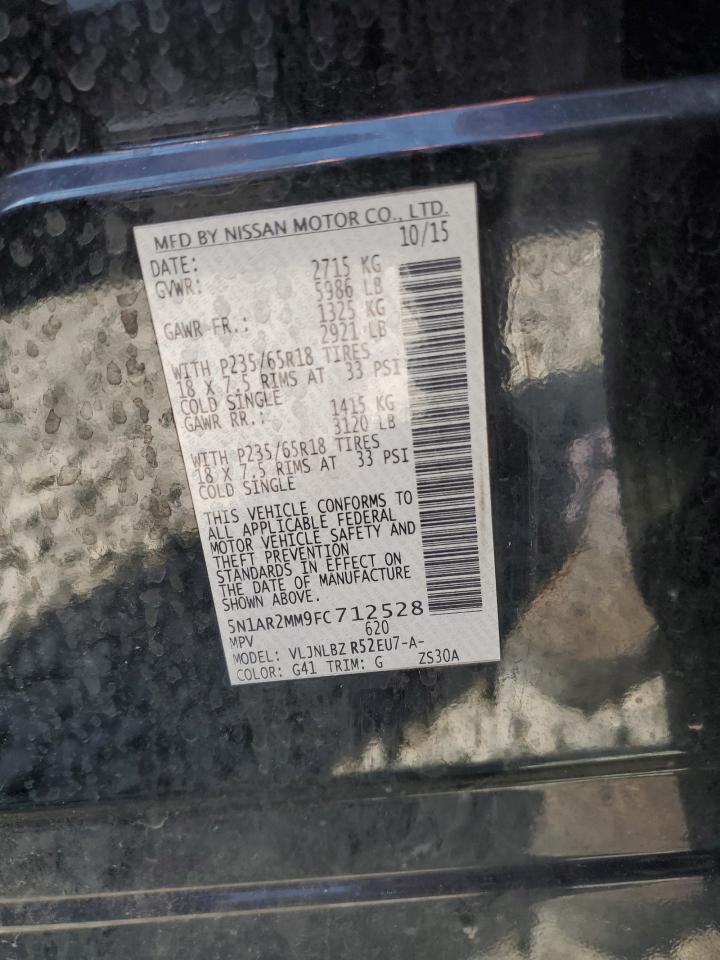 MFD BY NISSAN MOTOR CO., LTD.
DATE: 10/15
GVWR: 2715 KG
5986 LB
GAWR FR.: 1325 KG
2921 LB
WITH P235/65R18 TIRES
18 X 7.5 RIMS AT 33 PSI
COLD SINGLE
GAWR RR.: 1415 KG
3120 LB
WITH P235/65R18 TIRES
18 X 7.5 RIMS AT 33 PSI
COLD SINGLE
THIS VEHICLE CONFORMS TO
ALL APPLICABLE FEDERAL
MOTOR VEHICLE SAFETY AND
THEFT PREVENTION
STANDARDS IN EFFECT ON
THE DATE OF MANUFACTURE
SHOWN ABOVE.
5N1AR2MM9FC712528
MPV 620
MODEL: VLJNLBZ R52EU7-A-
COLOR: G41 TRIM: G ZS30A